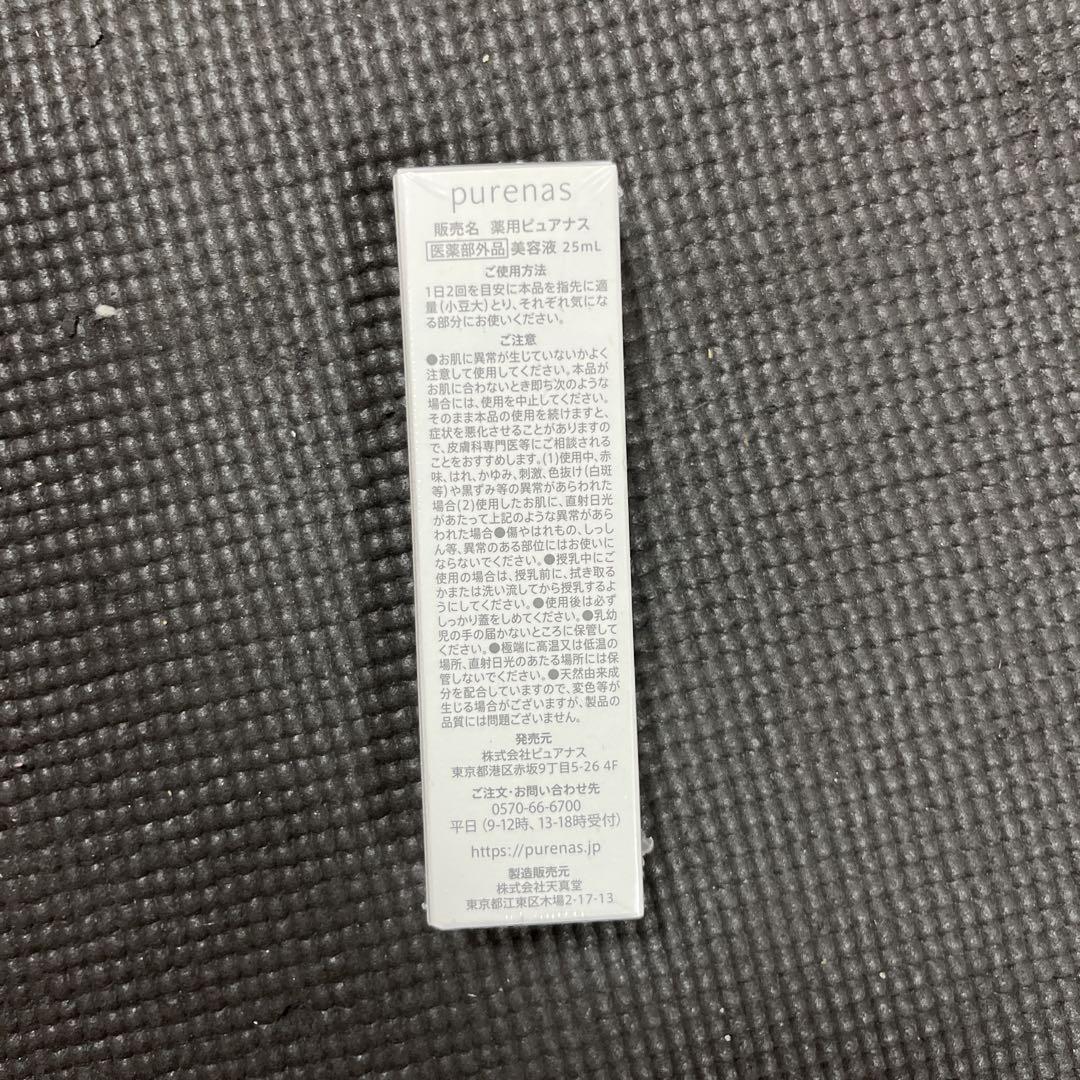 purenas
販売名 薬用ピュアナス
医薬部外品 美容液 25mL
ご使用方法
1日2回を目安に本品を指先に適
量(小豆大)とり、それぞれ気にな
る部分にお使いください。
ご注意
●お肌に異常が生じていないかよく
注意して使用してください。本品が
お肌に合わないとき即ち次のような
場合には、使用を中止してください。
そのまま本品の使用を続けますと、
症状を悪化させることがありますの
で、皮膚科専門医等にご相談される
ことをおすすめします。(1)使用中、赤
味、はれ、かゆみ、刺激、色抜け(白斑
等)や黒ずみ等の異常があらわれた
場合(2)使用したお肌に、直射日光
があたって上記のような異常があら
われた場合●傷やはれもの、しっし
ん等、異常のある部位にはお使いに
ならないでください。●授乳中にご
使用の場合は、授乳前に、拭き取る
かまたは洗い流してから授乳するよ
うにしてください。●使用後は必ず
しっかり蓋をしめてください。●乳幼
児の手の届かないところに保管して
ください。●極端に高温又は低温の
場所、直射日光のあたる場所には保
管しないでください。●天然由来成
分を配合していますので、変色等が
生じる場合がございますが、製品の
品質には問題ございません。
発売元
株式会社ピュアナス
東京都港区赤坂9丁目5-26 4F
ご注文・お問い合わせ先
0570-66-6700
平日(9-12時、13-18時受付)
https://purenas.jp
製造販売元
株式会社天真堂
東京都江東区木場2-17-13